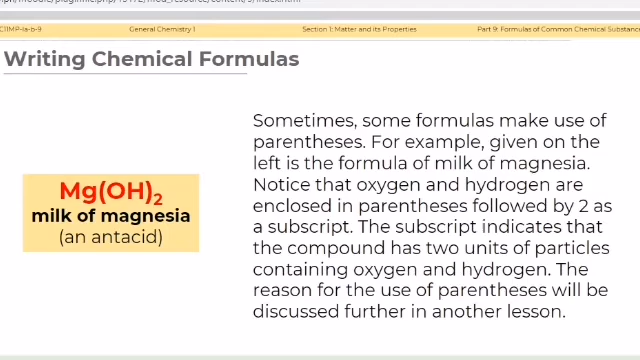 General Chemistry 1
Section 1: Matter and its Properties
Part 9: Formulas of Common Chemical Substance
Writing Chemical Formulas
Mg(OH)₂
milk of magnesia
(an antacid)
Sometimes, some formulas make use of
parentheses. For example, given on the
left is the formula of milk of magnesia.
Notice that oxygen and hydrogen are
enclosed in parentheses followed by 2 as
a subscript. The subscript indicates that
the compound has two units of particles
containing oxygen and hydrogen. The
reason for the use of parentheses will be
discussed further in another lesson.